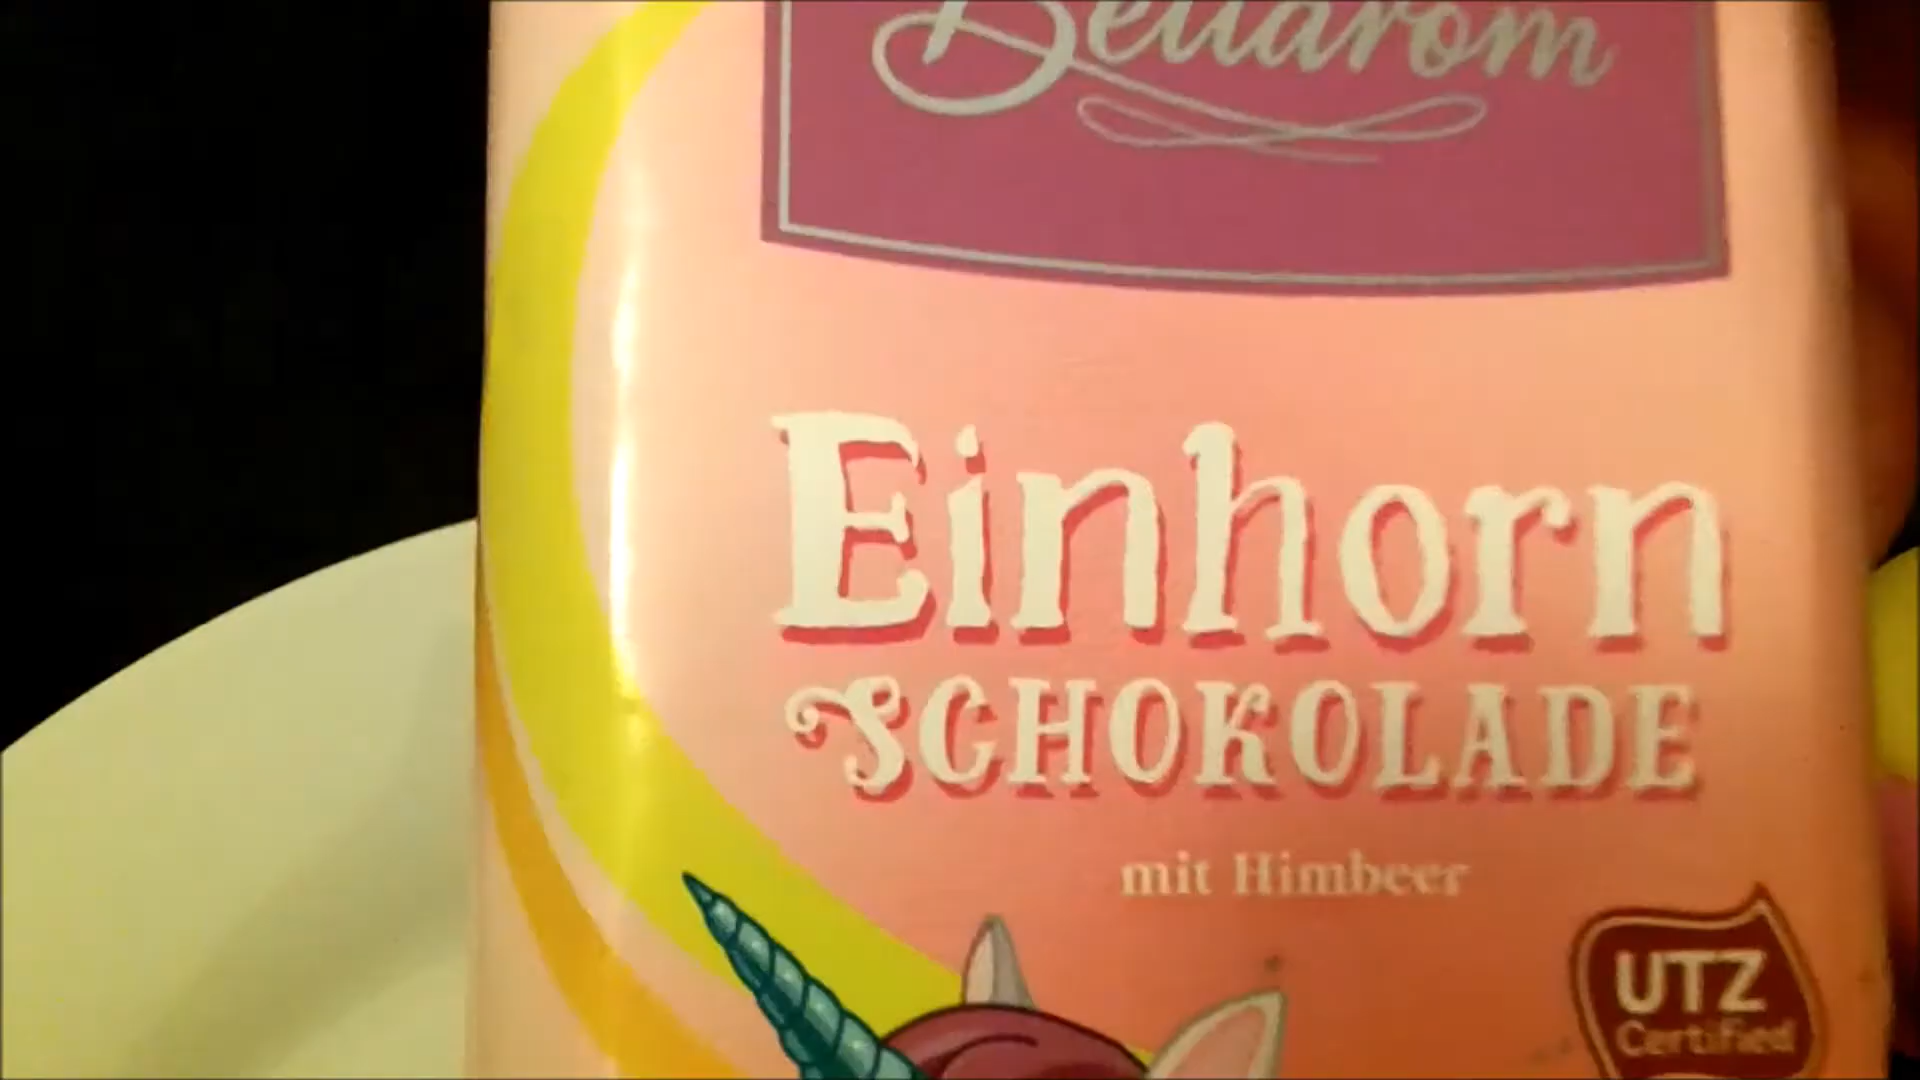 Bellarom
Einhorn
SCHOKOLADE
mit Himbeer
UTZ
Certified